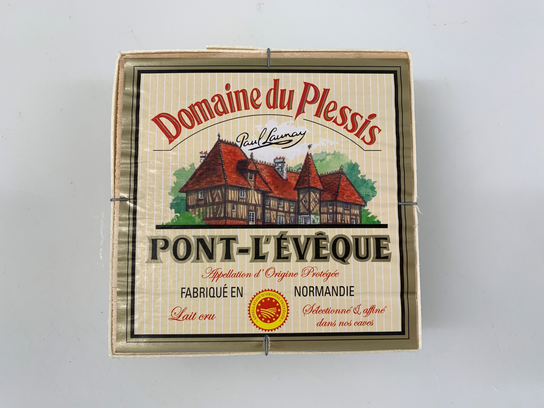 Domaine du Plessis
Paul Launay
PONT-L'ÉVÊQUE
Appellation d'Origine Protégée
FABRIQUÉ EN NORMANDIE
Lait cru
Sélectionné & affiné
dans nos caves